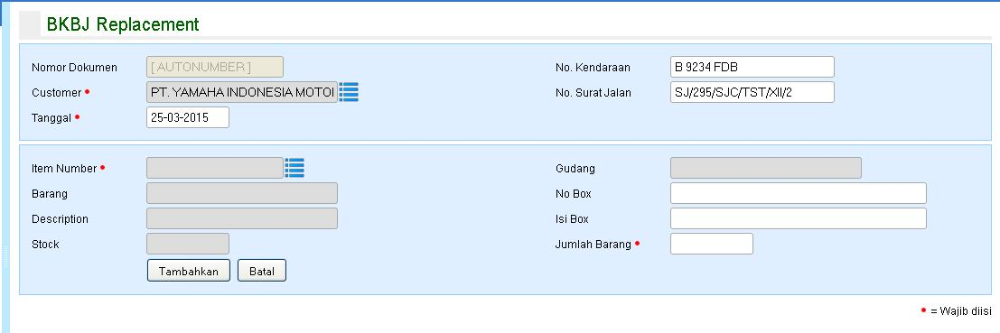 BKBJ Replacement
Nomor Dokumen [ AUTONUMBER ] No. Kendaraan B 9234 FDB
Customer • PT. YAMAHA INDONESIA MOTOI No. Surat Jalan SJ/295/SJC/TST/XII/2
Tanggal • 25-03-2015
Item Number • Gudang
Barang No Box
Description Isi Box
Stock Jumlah Barang •
Tambahkan Batal
• = Wajib diisi